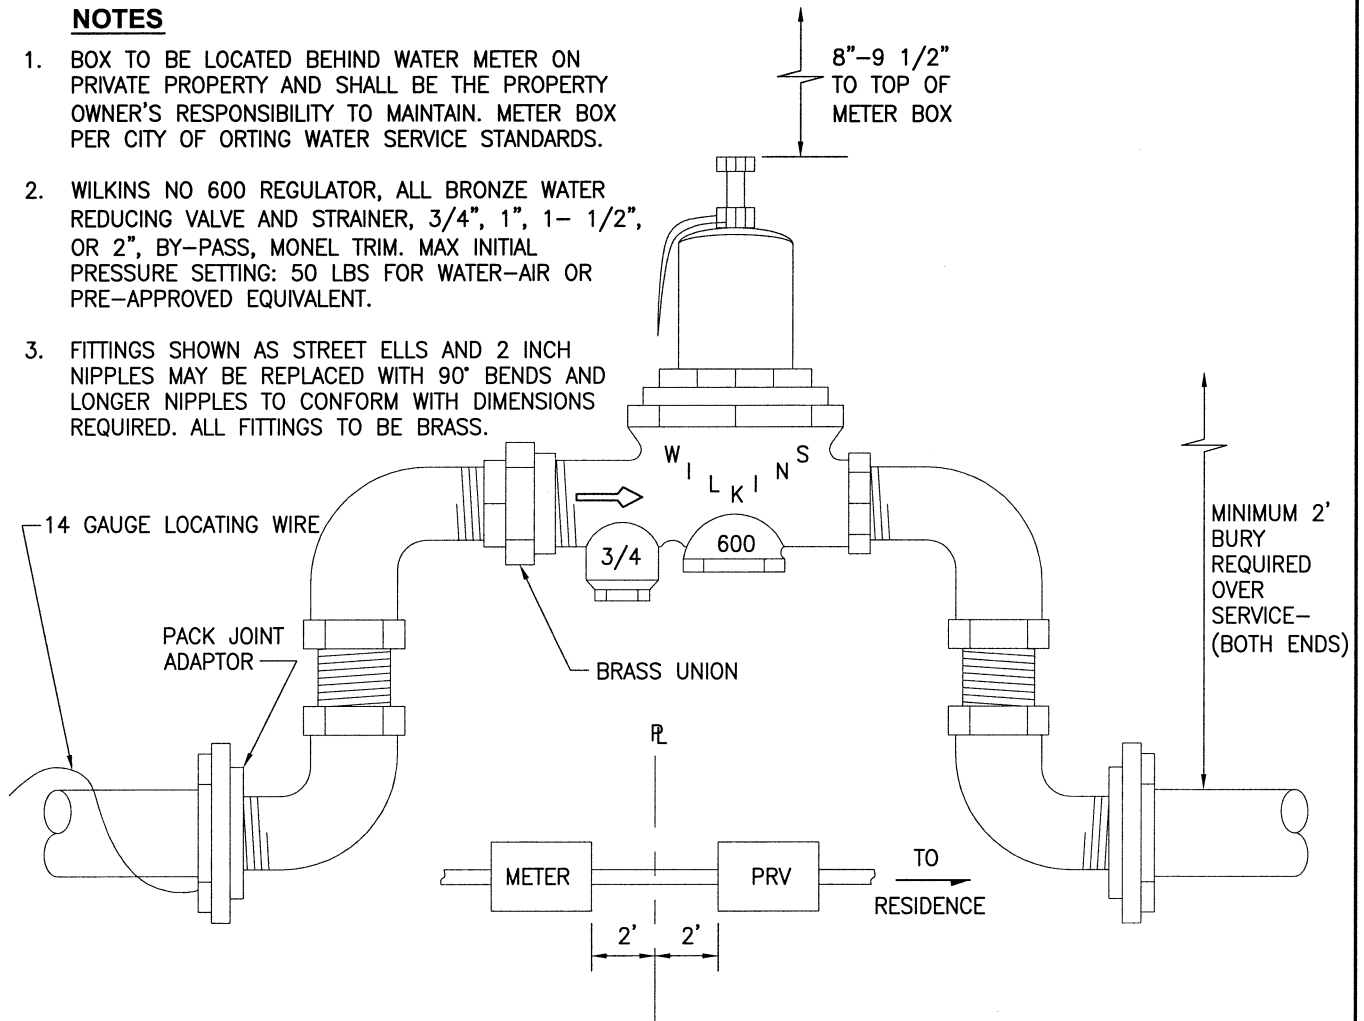 NOTES
1. BOX TO BE LOCATED BEHIND WATER METER ON
PRIVATE PROPERTY AND SHALL BE THE PROPERTY
OWNER'S RESPONSIBILITY TO MAINTAIN. METER BOX
PER CITY OF ORTING WATER SERVICE STANDARDS.
2. WILKINS NO 600 REGULATOR, ALL BRONZE WATER
REDUCING VALVE AND STRAINER, 3/4", 1", 1- 1/2",
OR 2", BY-PASS, MONEL TRIM. MAX INITIAL
PRESSURE SETTING: 50 LBS FOR WATER-AIR OR
PRE-APPROVED EQUIVALENT.
3. FITTINGS SHOWN AS STREET ELLS AND 2 INCH
NIPPLES MAY BE REPLACED WITH 90° BENDS AND
LONGER NIPPLES TO CONFORM WITH DIMENSIONS
REQUIRED. ALL FITTINGS TO BE BRASS.
8"-9 1/2"
TO TOP OF
METER BOX
WILKINS
3/4
600
14 GAUGE LOCATING WIRE
PACK JOINT
ADAPTOR
BRASS UNION
MINIMUM 2'
BURY
REQUIRED
OVER
SERVICE-
(BOTH ENDS)
PL
METER
PRV
TO
RESIDENCE
2'
2'